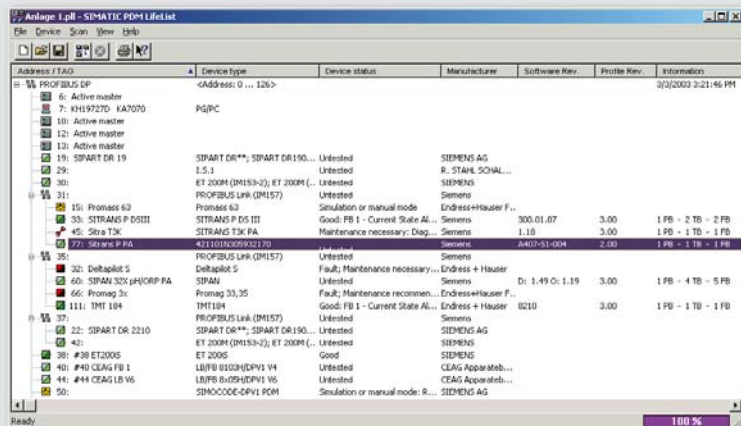 Anlage 1.pll - SIMATIC PDM LifeList
File Device Scan View Help
Address / TAG Device type Device status Manufacturer Software Rev. Profile Rev. Information
PROFIBUS DP <Address: 0 ... 126> 3/3/2003 3:21:46 PM
6: Active master
7: KH19727D KA7070 PG/PC
10: Active master
12: Active master
13: Active master
19: SIPART DR 19 SIPART DR**; SIPART DR190... Untested SIEMENS AG
29: I.S.1 Untested R. STAHL SCHAL...
30: ET 200M (IM153-2); ET 200M (... Untested SIEMENS
31: PROFIBUS Link (IM157) Untested Siemens
15: Promass 63 Promass 63 Simulation or manual mode Endress+Hauser F...
33: SITRANS P DSIII SITRANS P DS III Good: FB 1 - Current State Al... Siemens 300.01.07 3.00 1 PB - 2 TB - 2 FB
45: Sitra T3K SITRANS T3K PA Maintenance necessary: Diag... Siemens 1.10 3.00 1 PB - 1 TB - 1 FB
77: Sitrans P PA 421101N305932170 Untested Siemens A407-51-004 2.00 1 PB - 1 TB - 1 FB
35: PROFIBUS Link (IM157) Untested Siemens
32: Deltapilot S Deltapilot S Fault; Maintenance necessary... Endress + Hauser
60: SIPAN 32X pH/ORP PA SIPAN Untested Siemens D: 1.49 O: 1.19 3.00 1 PB - 4 TB - 5 FB
66: Promag 3x Promag 33,35 Fault; Maintenance recommen... Endress+Hauser F...
111: TMT 184 TMT184 Good: FB 1 - Current State Al... Endress + Hauser 0210 3.00 1 PB - 1 TB - 1 FB
37: PROFIBUS Link (IM157) Untested Siemens
22: SIPART DR 2210 SIPART DR**; SIPART DR190... Untested SIEMENS AG
42: ET 200M (IM153-2); ET 200M (... Untested SIEMENS
38: #38 ET200iS ET 200iS Good SIEMENS AG
40: #40 CEAG FB 1 LB/FB 8103H/DPV1 V4 Untested CEAG Apparateb...
44: #44 CEAG LB V6 LB/FB 8x05H/DPV1 V6 Untested CEAG Apparateb...
50: SIMOCODE-DPV1 PDM Simulation or manual mode: R... SIEMENS AG
Ready 100 %